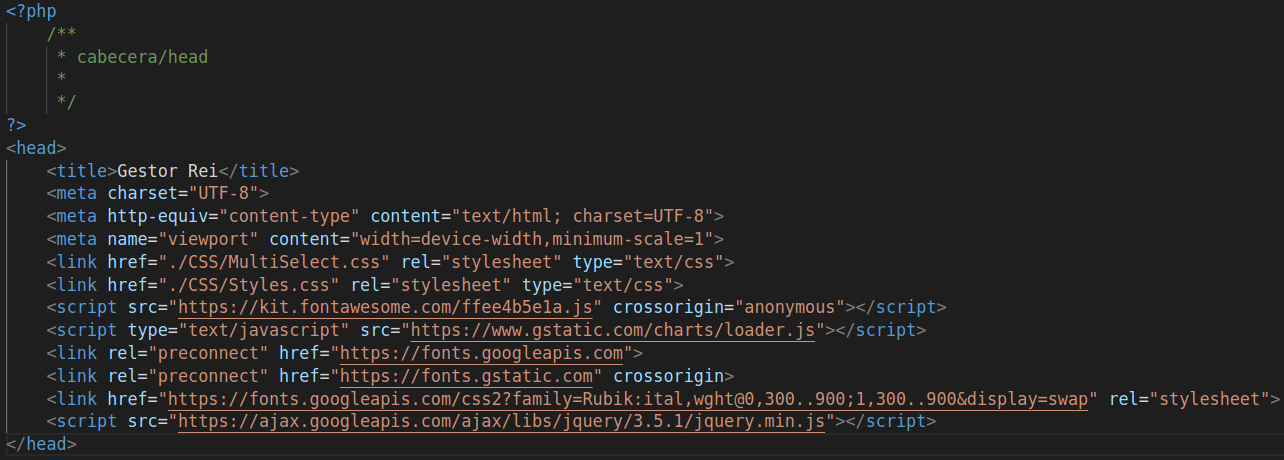 <?php
/**
* cabecera/head
*
*/
?>
<head>
<title>Gestor Rei</title>
<meta charset="UTF-8">
<meta http-equiv="content-type" content="text/html; charset=UTF-8">
<meta name="viewport" content="width=device-width,minimum-scale=1">
<link href="./CSS/MultiSelect.css" rel="stylesheet" type="text/css">
<link href="./CSS/Styles.css" rel="stylesheet" type="text/css">
<script src="https://kit.fontawesome.com/ffee4b5e1a.js" crossorigin="anonymous"></script>
<script type="text/javascript" src="https://www.gstatic.com/charts/loader.js"></script>
<link rel="preconnect" href="https://fonts.googleapis.com">
<link rel="preconnect" href="https://fonts.gstatic.com" crossorigin>
<link href="https://fonts.googleapis.com/css2?family=Rubik:ital,wght@0,300..900;1,300..900&display=swap" rel="stylesheet">
<script src="https://ajax.googleapis.com/ajax/libs/jquery/3.5.1/jquery.min.js"></script>
</head>